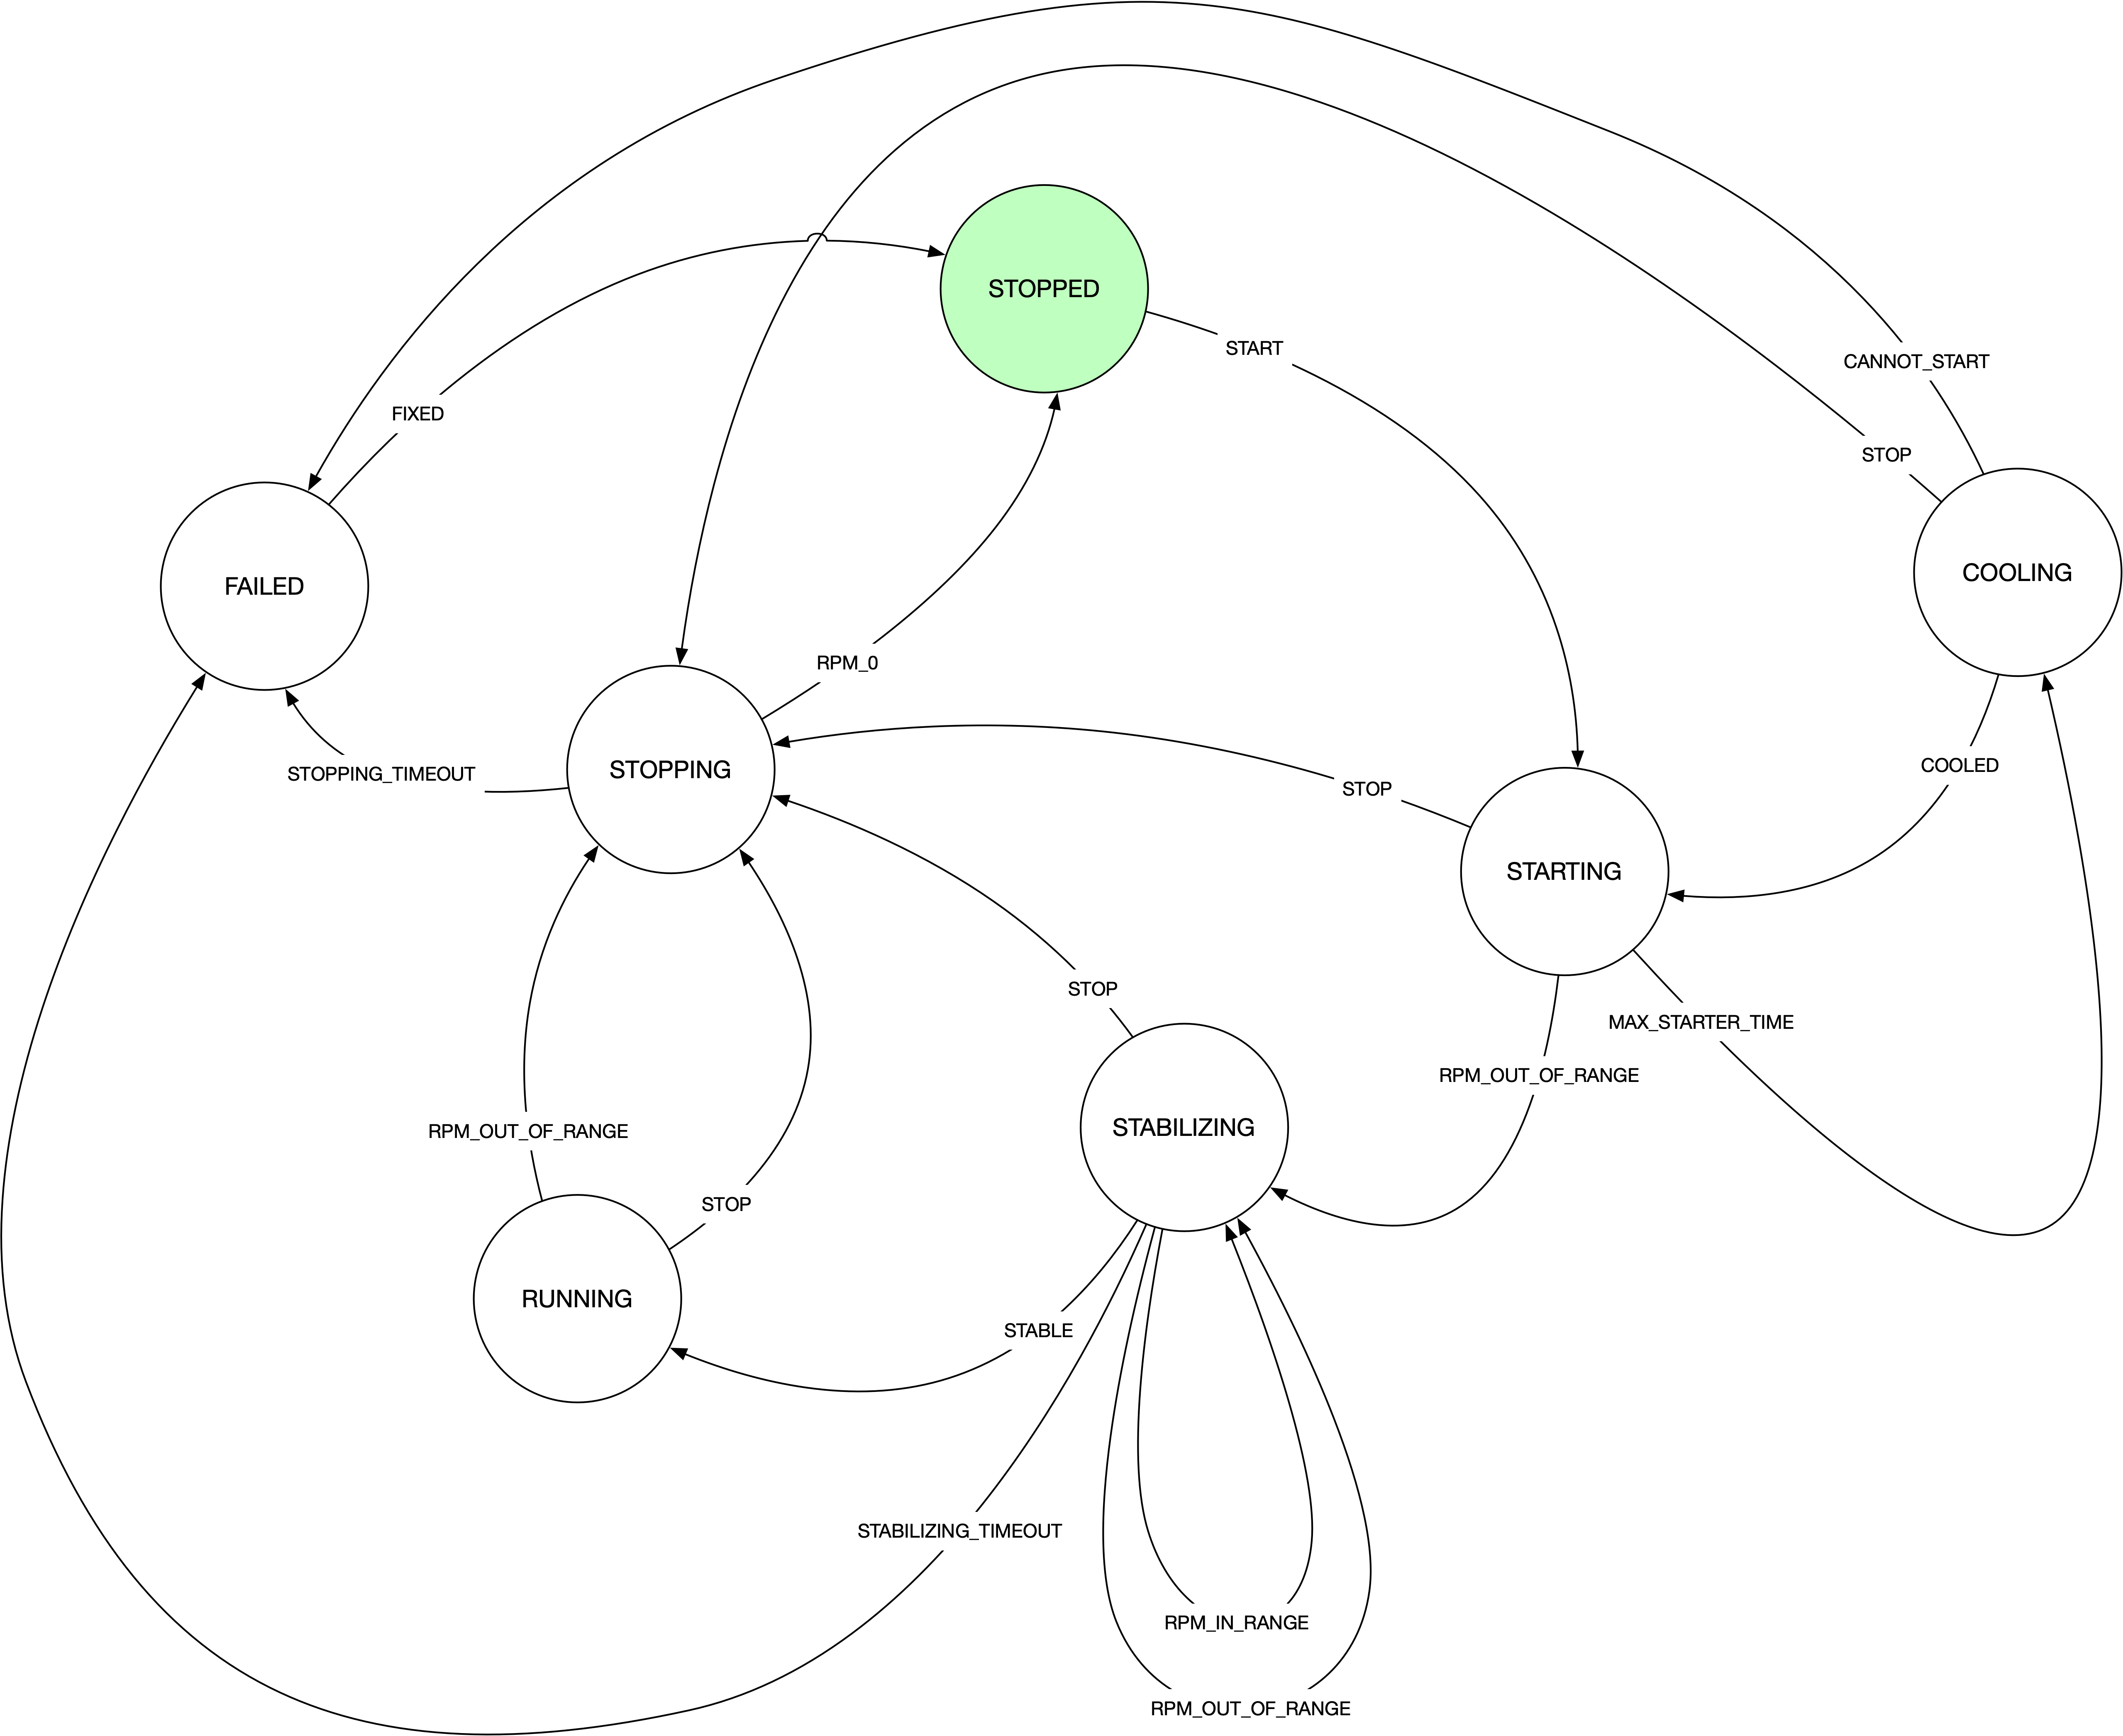 STOPPED
START
CANNOT_START
FIXED
STOP
COOLING
FAILED
RPM_0
COOLED
STOPPING_TIMEOUT
STOPPING
STOP
STARTING
STOP
MAX_STARTER_TIME
RPM_OUT_OF_RANGE
STABILIZING
RPM_OUT_OF_RANGE
STOP
RUNNING
STABLE
STABILIZING_TIMEOUT
RPM_IN_RANGE
RPM_OUT_OF_RANGE